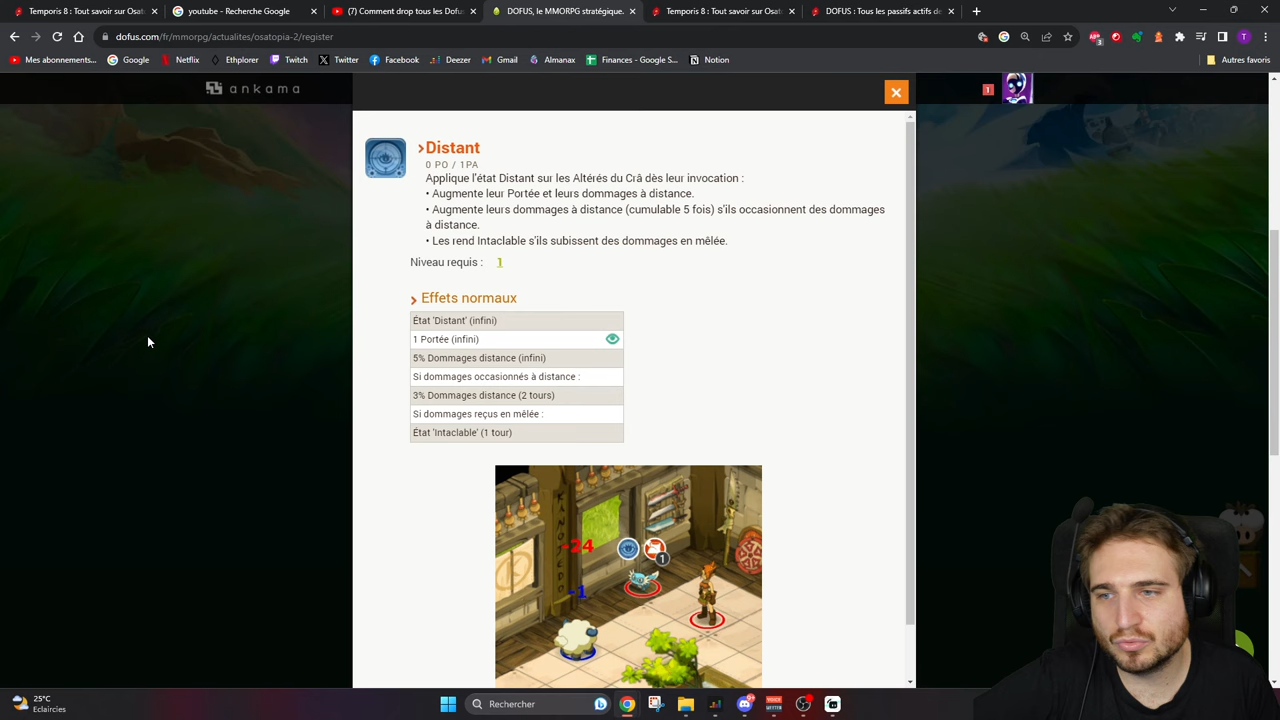 Temporis 8 : Tout savoir sur Osat
youtube - Recherche Google
(7) Comment drop tous les Dofus
DOFUS, le MMORPG stratégique.
Temporis 8 : Tout savoir sur Osat
DOFUS : Tous les passifs actifs de
dofus.com/fr/mmorpg/actualites/osatopia-2/register
Mes abonnements...
Google
Netflix
Ethplorer
Twitch
Twitter
Facebook
Deezer
Gmail
Almanax
Finances - Google S...
Notion
Autres favoris
ankama
1
Distant
0 PO / 1PA
Applique l'état Distant sur les Altérés du Crâ dès leur invocation :
• Augmente leur Portée et leurs dommages à distance.
• Augmente leurs dommages à distance (cumulable 5 fois) s'ils occasionnent des dommages
à distance.
• Les rend Intaclable s'ils subissent des dommages en mêlée.
Niveau requis : 1
Effets normaux
État 'Distant' (infini)
1 Portée (infini)
5% Dommages distance (infini)
Si dommages occasionnés à distance :
3% Dommages distance (2 tours)
Si dommages reçus en mêlée :
État 'Intaclable' (1 tour)
KANOJEDO
-24
1
-1
25°C
Eclaircies
Rechercher